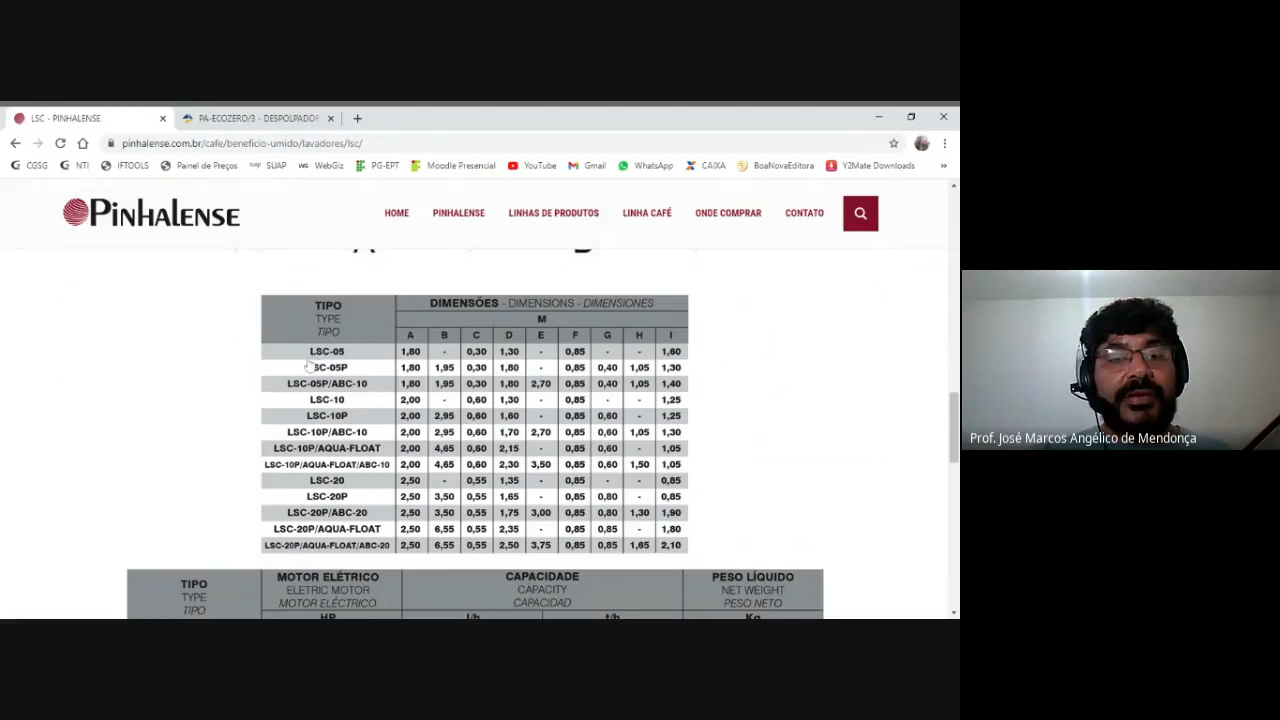 LSC - PINHALENSE
PA-ECOZERO/3 - DESPOLPADOR
pinhalense.com.br/cafe/beneficio-umido/lavadores/lsc/
CGSG NTI IFTOOLS Painel de Preços SUAP WebGiz PG-EPT Moodle Presencial YouTube Gmail WhatsApp CAIXA BoaNovaEditora Y2Mate Downloads »
PINHALENSE
HOME PINHALENSE LINHAS DE PRODUTOS LINHA CAFÉ ONDE COMPRAR CONTATO
TIPO
TYPE
TIPO
DIMENSÕES - DIMENSIONS - DIMENSIONES
M
A B C D E F G H I
LSC-05 1,80 - 0,30 1,30 - 0,85 - - 1,60
LSC-05P 1,80 1,95 0,30 1,80 - 0,85 0,40 1,05 1,30
LSC-05P/ABC-10 1,80 1,95 0,30 1,80 2,70 0,85 0,40 1,05 1,40
LSC-10 2,00 - 0,60 1,30 - 0,85 - - 1,25
LSC-10P 2,00 2,95 0,60 1,60 - 0,85 0,60 - 1,25
LSC-10P/ABC-10 2,00 2,95 0,60 1,70 2,70 0,85 0,60 1,05 1,30
LSC-10P/AQUA-FLOAT 2,00 4,65 0,60 2,15 - 0,85 0,60 - 1,05
LSC-10P/AQUA-FLOAT/ABC-10 2,00 4,65 0,60 2,30 3,50 0,85 0,60 1,50 1,05
LSC-20 2,50 - 0,55 1,35 - 0,85 - - 0,85
LSC-20P 2,50 3,50 0,55 1,65 - 0,85 0,80 - 0,85
LSC-20P/ABC-20 2,50 3,50 0,55 1,75 3,00 0,85 0,80 1,30 1,90
LSC-20P/AQUA-FLOAT 2,50 6,55 0,55 2,35 - 0,85 0,85 - 1,80
LSC-20P/AQUA-FLOAT/ABC-20 2,50 6,55 0,55 2,50 3,75 0,85 0,85 1,65 2,10
TIPO
TYPE
TIPO
MOTOR ELÉTRICO
ELETRIC MOTOR
MOTOR ELÉCTRICO
HP
CAPACIDADE
CAPACITY
CAPACIDAD
l/h t/h
PESO LÍQUIDO
NET WEIGHT
PESO NETO
Kg
Prof. José Marcos Angélico de Mendonça